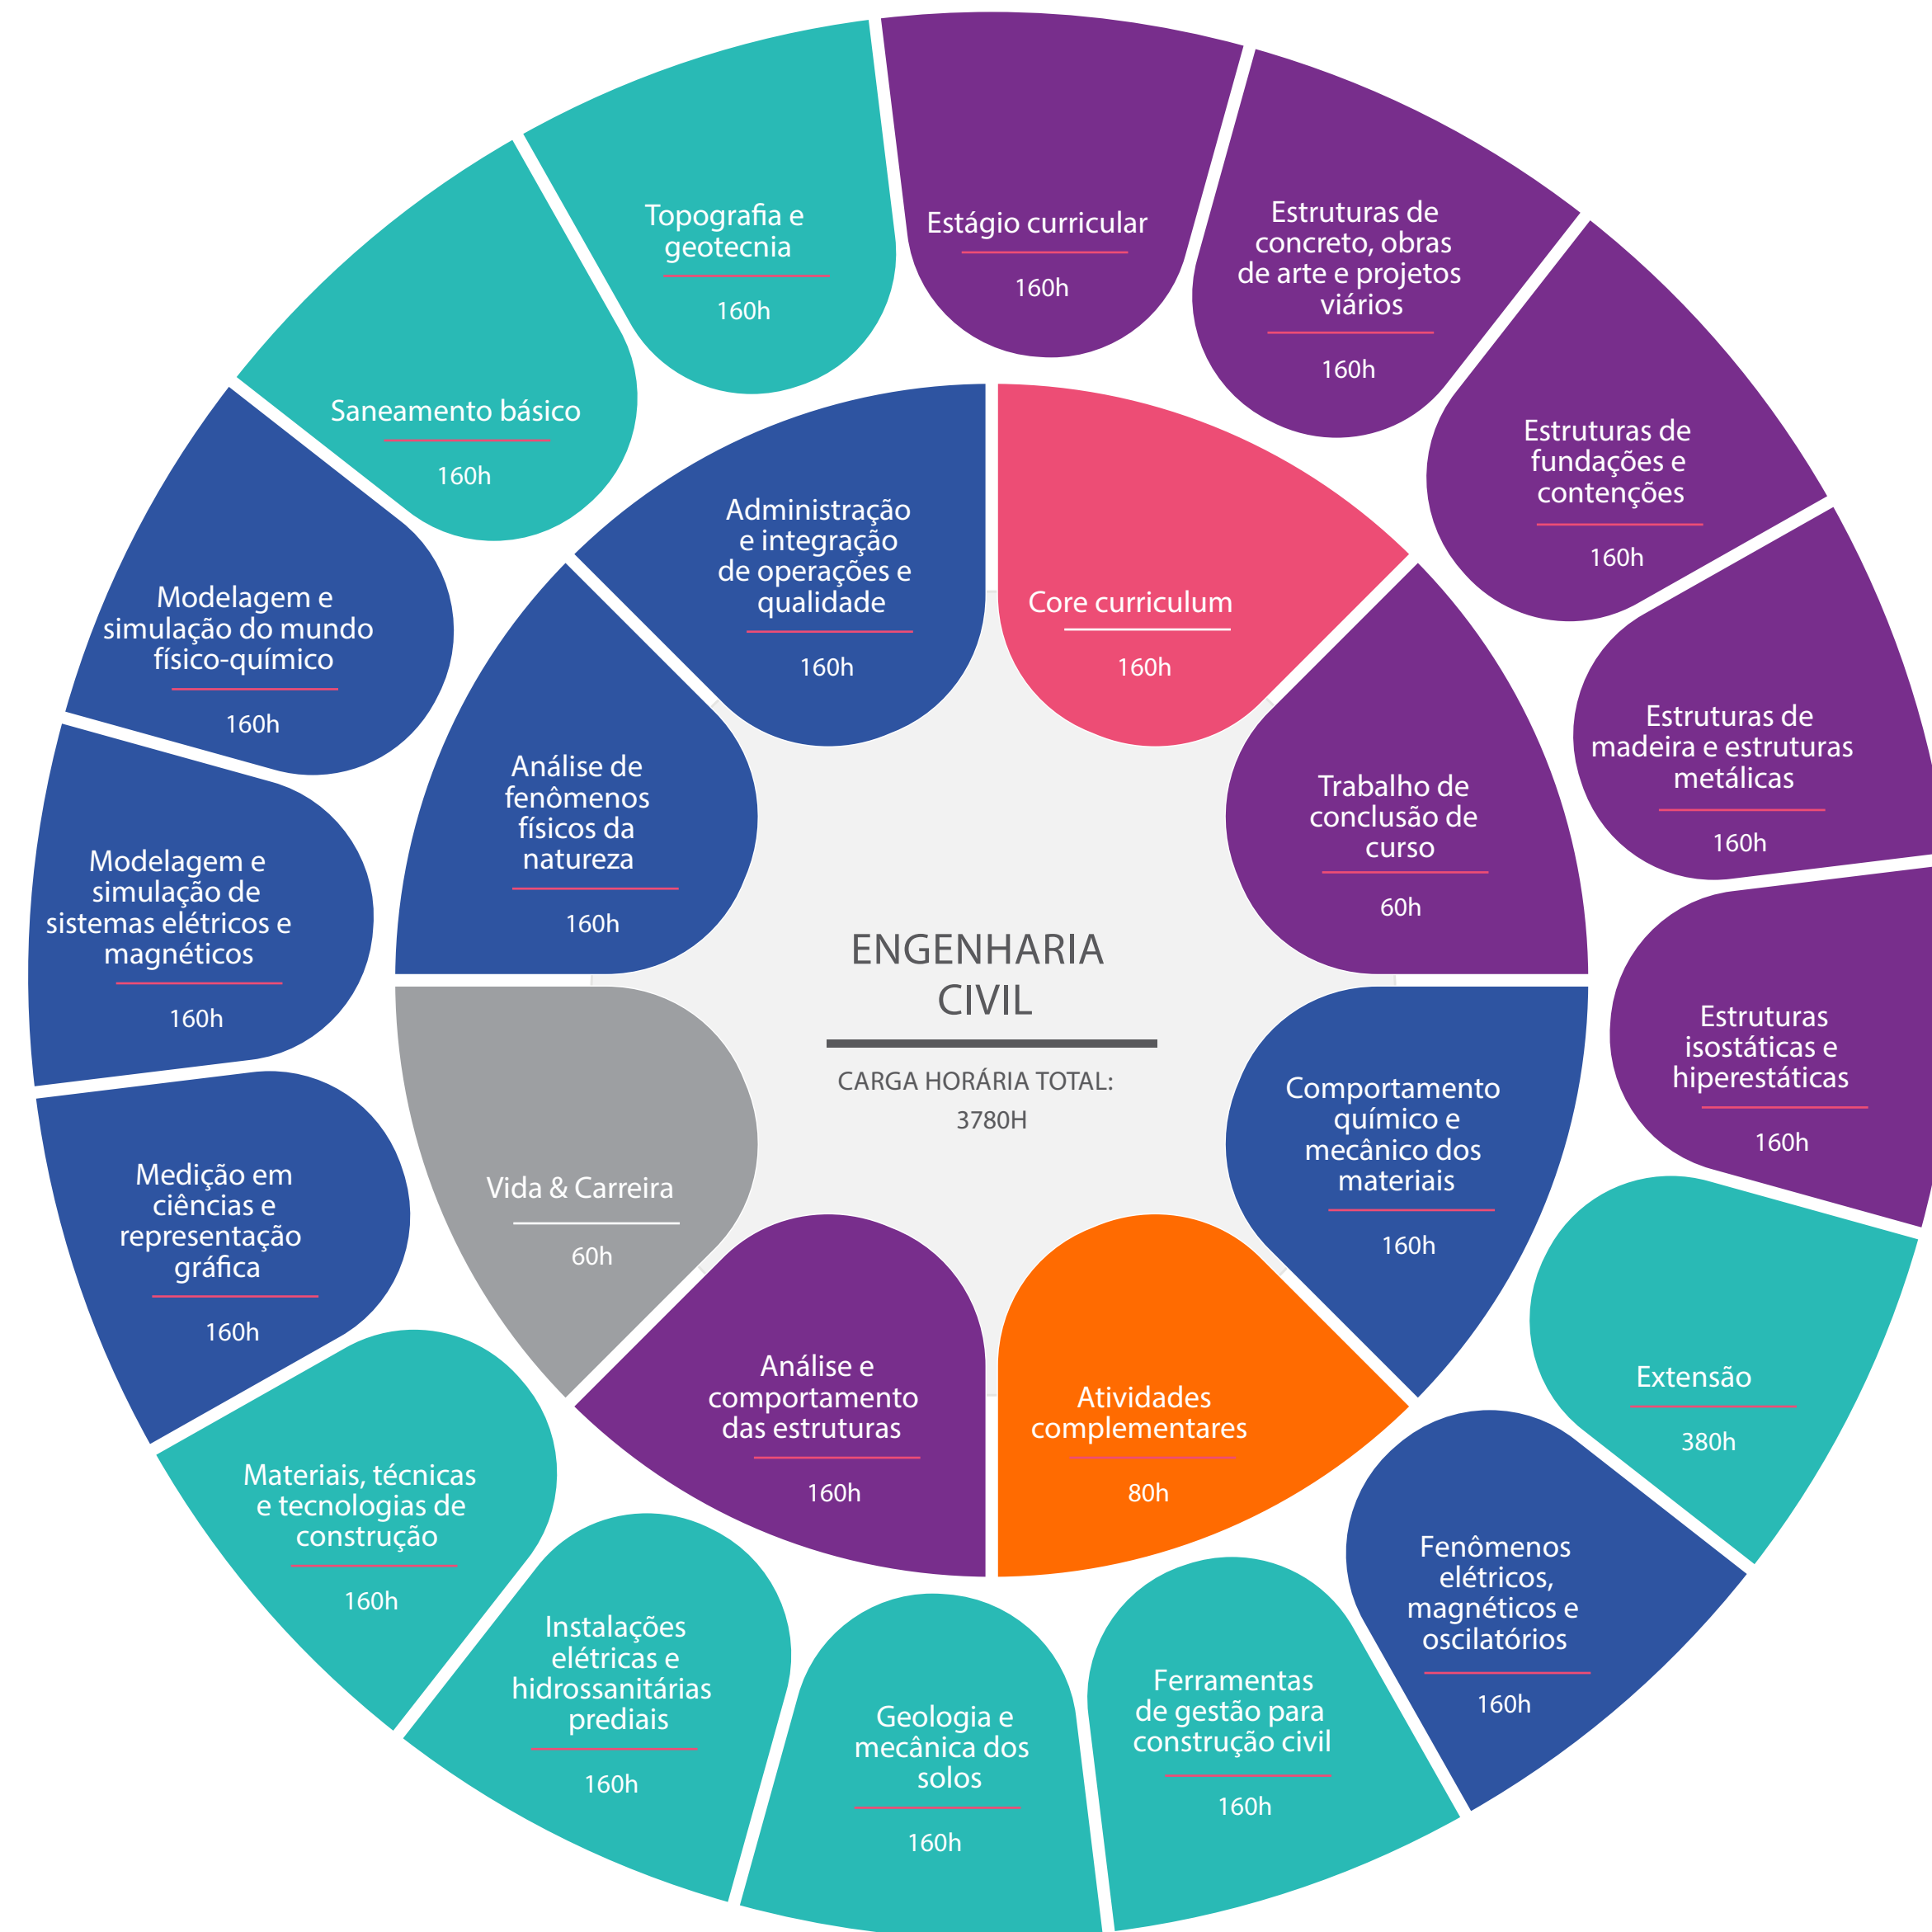 Topografia e
geotecnia
160h
Estágio curricular
160h
Estruturas de
concreto, obras
de arte e projetos
viários
160h
Estruturas de
fundações e
contenções
160h
Estruturas de
madeira e estruturas
metálicas
160h
Estruturas
isostáticas e
hiperestáticas
160h
Extensão
380h
Fenômenos
elétricos,
magnéticos e
oscilatórios
160h
Ferramentas
de gestão para
construção civil
160h
Geologia e
mecânica dos
solos
160h
Instalações
elétricas e
hidrossanitárias
prediais
160h
Materiais, técnicas
e tecnologias de
construção
160h
Medição em
ciências e
representação
gráfica
160h
Modelagem e
simulação de
sistemas elétricos e
magnéticos
160h
Modelagem e
simulação do mundo
físico-químico
160h
Saneamento básico
160h
Administração
e integração
de operações e
qualidade
160h
Core curriculum
160h
Trabalho de
conclusão de
curso
60h
Comportamento
químico e
mecânico dos
materiais
160h
Atividades
complementares
80h
Análise e
comportamento
das estruturas
160h
Vida & Carreira
60h
Análise de
fenômenos
físicos da
natureza
160h
ENGENHARIA
CIVIL
CARGA HORÁRIA TOTAL:
3780H